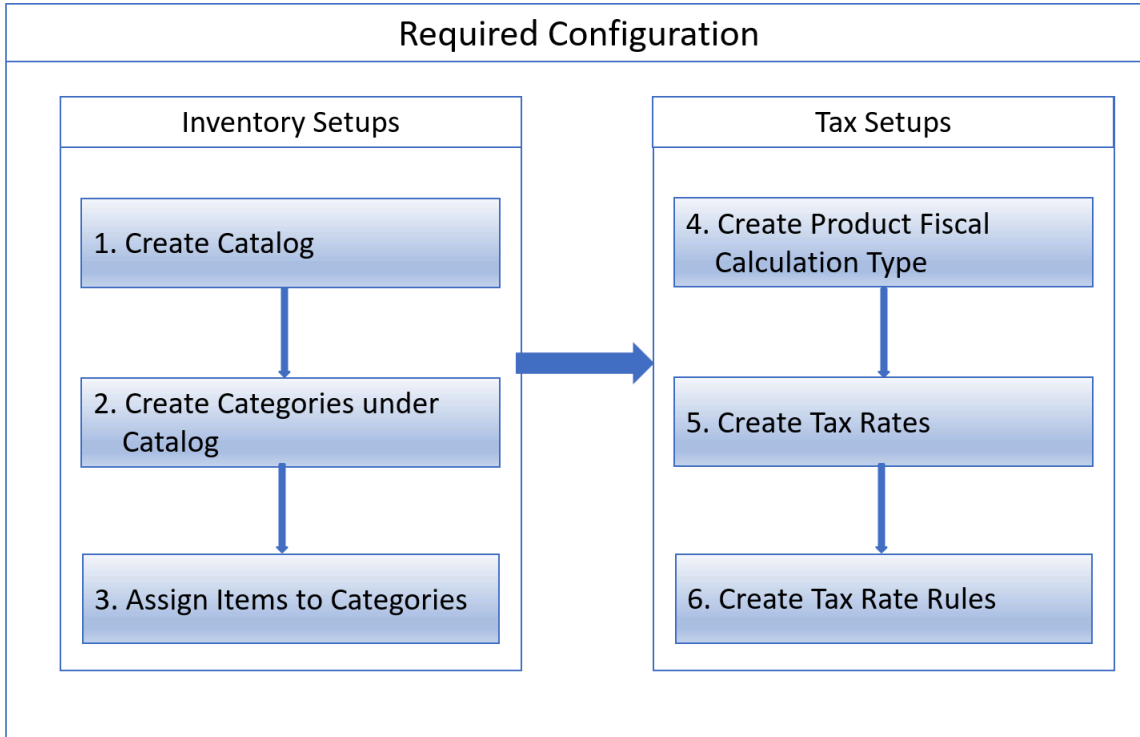 Required Configuration
Inventory Setups
1. Create Catalog
2. Create Categories under
Catalog
3. Assign Items to Categories
Tax Setups
4. Create Product Fiscal
Calculation Type
5. Create Tax Rates
6. Create Tax Rate Rules